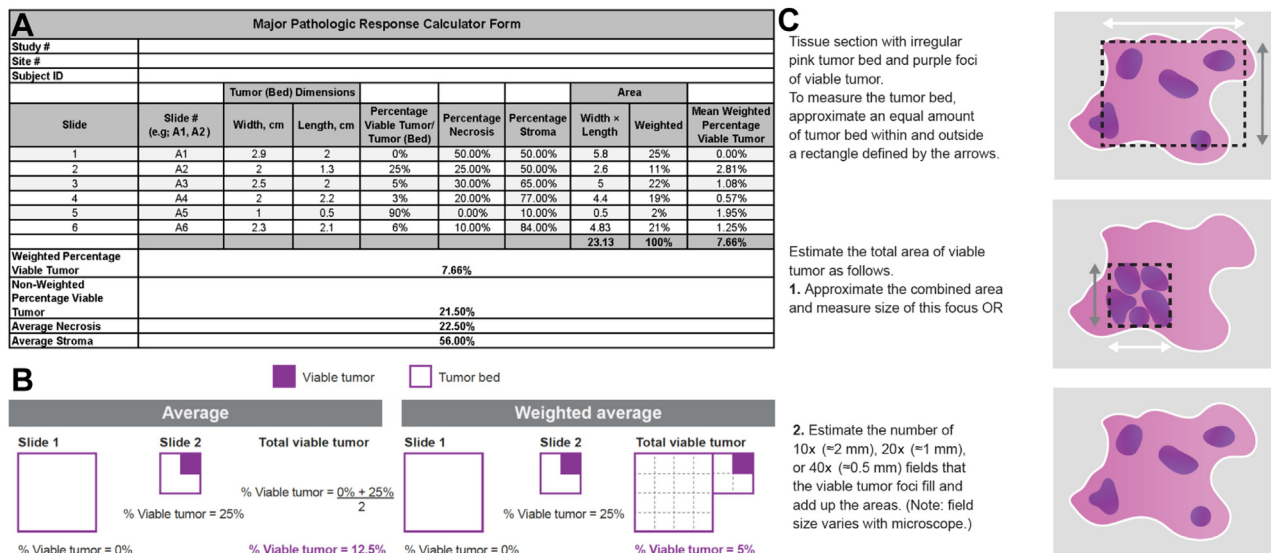 A
Major Pathologic Response Calculator Form
Study #
Site #
Subject ID
Tumor (Bed) Dimensions Area
Slide Slide # (e.g; A1, A2 ) Width, cm Length, cm Percentage Viable Tumor/ Tumor (Bed) Percentage Necrosis Percentage Stroma Width × Length Weighted Mean Weighted Percentage Viable Tumor
1 A1 2.9 2 0% 50.00% 50.00% 5.8 25% 0.00%
2 A2 2 1.3 25% 25.00% 50.00% 2.6 11% 2.81%
3 A3 2.5 2 5% 30.00% 65.00% 5 22% 1.08%
4 A4 2 2.2 3% 20.00% 77.00% 4.4 19% 0.57%
5 A5 1 0.5 90% 0.00% 10.00% 0.5 2% 1.95%
6 A6 2.3 2.1 6% 10.00% 84.00% 4.83 21% 1.25%
23.13 100% 7.66%
Weighted Percentage
Viable Tumor 7.66%
Non-Weighted
Percentage Viable
Tumor 21.50%
Average Necrosis 22.50%
Average Stroma 56.00%
B
Viable tumor Tumor bed
Average
Slide 1 Slide 2 Total viable tumor
% Viable tumor = 0% + 25%
2
% Viable tumor = 25%
% Viable tumor = 0% % Viable tumor = 12.5%
Weighted average
Slide 1 Slide 2 Total viable tumor
% Viable tumor = 25%
% Viable tumor = 0% % Viable tumor = 5%
C
Tissue section with irregular
pink tumor bed and purple foci
of viable tumor.
To measure the tumor bed,
approximate an equal amount
of tumor bed within and outside
a rectangle defined by the arrows.
Estimate the total area of viable
tumor as follows.
1. Approximate the combined area
and measure size of this focus OR
2. Estimate the number of
10x (≈2 mm), 20x (≈1 mm),
or 40x (≈0.5 mm) fields that
the viable tumor foci fill and
add up the areas. (Note: field
size varies with microscope.)